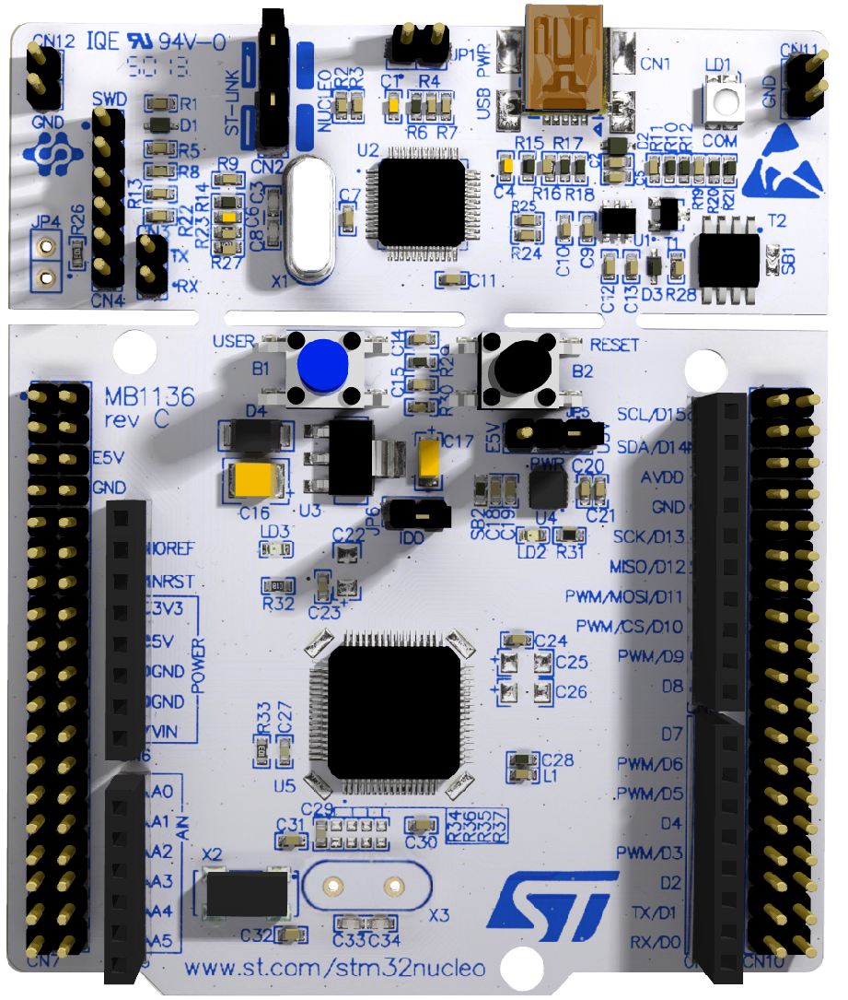 CN12
IQE 94V-0
5013
ST-LINK
NUCLEO
R2
R3
JP1
C1
R4
R6 R7
USB PWR
CN1
LD1
COM
CN11
GND
GND
SWD
R1
D1
R5
R8
R13
R22
R9
R14
R23
R27
CN2
C3
C6
C8
C7
U2
X1
C11
R15 R17
C4
R16 R18
R25
R24
C10
C9
C2
D2
C5
R11
R10
R12
R19
R20
R21
U1
T1
T2
C12
C13
D3
R28
SB1
JP4
R26
TX
RX
CN4
USER
B1
C14
R29
C15
R30
RESET
B2
MB1136
rev C
D4
C16
U3
C17
E5V
JP5
PWR
C20
C21
SB2
C18
C19
U4
JP6
IDD
LD3
C22
LD2
R31
R32
C23
E5V
GND
IOREF
NRST
3V3
5V
GND
GND
VIN
POWER
A0
A1
A2
A3
A4
A5
AIN
CN7
SCL/D15
SDA/D14
AVDD
GND
SCK/D13
MISO/D12
PWM/MOSI/D11
PWM/CS/D10
PWM/D9
D8
D7
PWM/D6
PWM/D5
D4
PWM/D3
D2
TX/D1
RX/D0
CN10
C24
C25
C26
R33
C27
U5
C28
L1
C29
C31
C30
R34
R36
R35
R37
X2
X3
C32
C33 C34
ST
www.st.com/stm32nucleo